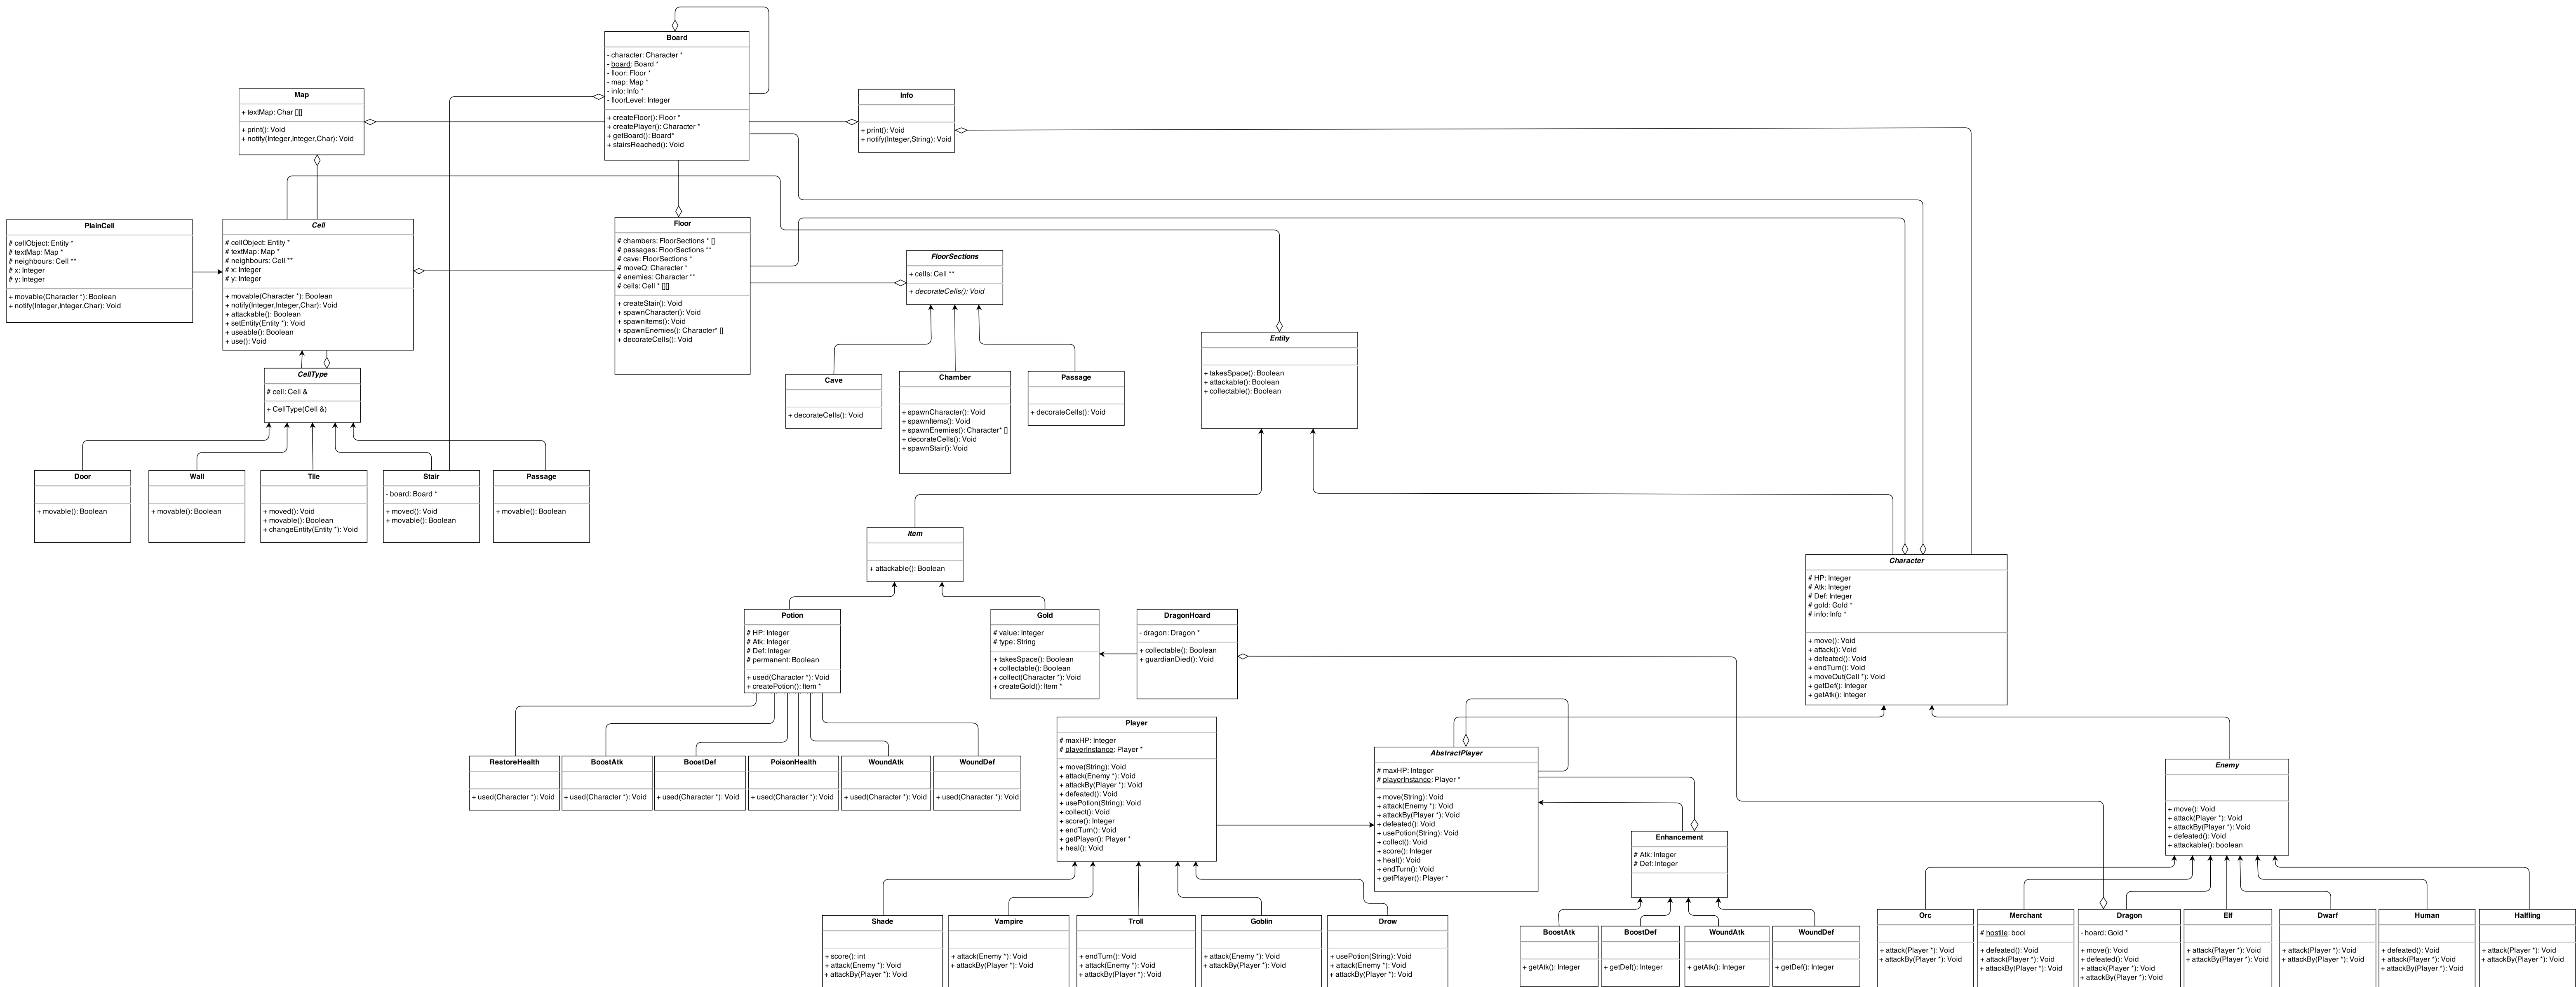 Board
- character: Character *
- board: Board *
- floor: Floor *
- map: Map *
- info: Info *
- floorLevel: Integer
+ createFloor(): Floor *
+ createPlayer(): Character *
+ getBoard(): Board*
+ stairsReached(): Void
Map
+ textMap: Char [][]
+ print(): Void
+ notify(Integer,Integer,Char): Void
Info
+ print(): Void
+ notify(Integer,String): Void
PlainCell
# cellObject: Entity *
# textMap: Map *
# neighbours: Cell **
# x: Integer
# y: Integer
+ movable(Character *): Boolean
+ notify(Integer,Integer,Char): Void
Cell
# cellObject: Entity *
# textMap: Map *
# neighbours: Cell **
# x: Integer
# y: Integer
+ movable(Character *): Boolean
+ notify(Integer,Integer,Char): Void
+ attackable(): Boolean
+ setEntity(Entity *): Void
+ useable(): Boolean
+ use(): Void
Floor
# chambers: FloorSections * []
# passages: FloorSections **
# cave: FloorSections *
# moveQ: Character *
# enemies: Character **
# cells: Cell * [][]
+ createStair(): Void
+ spawnCharacter(): Void
+ spawnItems(): Void
+ spawnEnemies(): Character* []
+ decorateCells(): Void
FloorSections
+ cells: Cell **
+ decorateCells(): Void
CellType
# cell: Cell &
+ CellType(Cell &)
Cave
+ decorateCells(): Void
Chamber
+ spawnCharacter(): Void
+ spawnItems(): Void
+ spawnEnemies(): Character* []
+ decorateCells(): Void
+ spawnStair(): Void
Passage
+ decorateCells(): Void
Entity
+ takesSpace(): Boolean
+ attackable(): Boolean
+ collectable(): Boolean
Door
+ movable(): Boolean
Wall
+ movable(): Boolean
Tile
+ moved(): Void
+ movable(): Boolean
+ changeEntity(Entity *): Void
Stair
- board: Board *
+ moved(): Void
+ movable(): Boolean
Passage
+ movable(): Boolean
Item
+ attackable(): Boolean
Character
# HP: Integer
# Atk: Integer
# Def: Integer
# gold: Gold *
# info: Info *
+ move(): Void
+ attack(): Void
+ defeated(): Void
+ endTurn(): Void
+ moveOut(Cell *): Void
+ getDef(): Integer
+ getAtk(): Integer
Potion
# HP: Integer
# Atk: Integer
# Def: Integer
# permanent: Boolean
+ used(Character *): Void
+ createPotion(): Item *
Gold
# value: Integer
# type: String
+ takesSpace(): Boolean
+ collectable(): Boolean
+ collect(Character *): Void
+ createGold(): Item *
DragonHoard
- dragon: Dragon *
+ collectable(): Boolean
+ guardianDied(): Void
RestoreHealth
+ used(Character *): Void
BoostAtk
+ used(Character *): Void
BoostDef
+ used(Character *): Void
PoisonHealth
+ used(Character *): Void
WoundAtk
+ used(Character *): Void
WoundDef
+ used(Character *): Void
Player
# maxHP: Integer
# playerInstance: Player *
+ move(String): Void
+ attack(Enemy *): Void
+ attackBy(Player *): Void
+ defeated(): Void
+ usePotion(String): Void
+ collect(): Void
+ score(): Integer
+ endTurn(): Void
+ getPlayer(): Player *
+ heal(): Void
AbstractPlayer
# maxHP: Integer
# playerInstance: Player *
+ move(String): Void
+ attack(Enemy *): Void
+ attackBy(Player *): Void
+ defeated(): Void
+ usePotion(String): Void
+ collect(): Void
+ score(): Integer
+ heal(): Void
+ endTurn(): Void
+ getPlayer(): Player *
Enhancement
# Atk: Integer
# Def: Integer
Enemy
+ move(): Void
+ attack(Player *): Void
+ attackBy(Player *): Void
+ defeated(): Void
+ attackable(): boolean
Shade
+ score(): int
+ attack(Enemy *): Void
+ attackBy(Player *): Void
Vampire
+ attack(Enemy *): Void
+ attackBy(Player *): Void
Troll
+ endTurn(): Void
+ attack(Enemy *): Void
+ attackBy(Player *): Void
Goblin
+ attack(Enemy *): Void
+ attackBy(Player *): Void
Drow
+ usePotion(String): Void
+ attack(Enemy *): Void
+ attackBy(Player *): Void
BoostAtk
+ getAtk(): Integer
BoostDef
+ getDef(): Integer
WoundAtk
+ getAtk(): Integer
WoundDef
+ getDef(): Integer
Orc
+ attack(Player *): Void
+ attackBy(Player *): Void
Merchant
# hostile: bool
+ defeated(): Void
+ attack(Player *): Void
+ attackBy(Player *): Void
Dragon
- hoard: Gold *
+ move(): Void
+ defeated(): Void
+ attack(Player *): Void
+ attackBy(Player *): Void
Elf
+ attack(Player *): Void
+ attackBy(Player *): Void
Dwarf
+ attack(Player *): Void
+ attackBy(Player *): Void
Human
+ defeated(): Void
+ attack(Player *): Void
+ attackBy(Player *): Void
Halfling
+ attack(Player *): Void
+ attackBy(Player *): Void